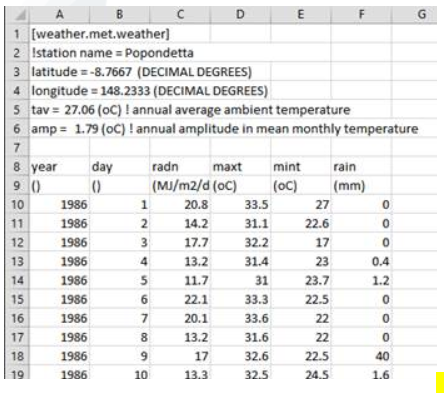 A B C D E F G
1 [weather.met.weather]
2 !station name = Popondetta
3 latitude = -8.7667 (DECIMAL DEGREES)
4 longitude = 148.2333 (DECIMAL DEGREES)
5 tav = 27.06 (oC) ! annual average ambient temperature
6 amp = 1.79 (oC) ! annual amplitude in mean monthly temperature
7
8 year day radn maxt mint rain
9 () () (MJ/m2/d (oC) (oC) (mm)
10 1986 1 20.8 33.5 27 0
11 1986 2 14.2 31.1 22.6 0
12 1986 3 17.7 32.2 17 0
13 1986 4 13.2 31.4 23 0.4
14 1986 5 11.7 31 23.7 1.2
15 1986 6 22.1 33.3 22.5 0
16 1986 7 20.1 33.6 22 0
17 1986 8 13.2 31.6 22 0
18 1986 9 17 32.6 22.5 40
19 1986 10 13.3 32.5 24.5 1.6